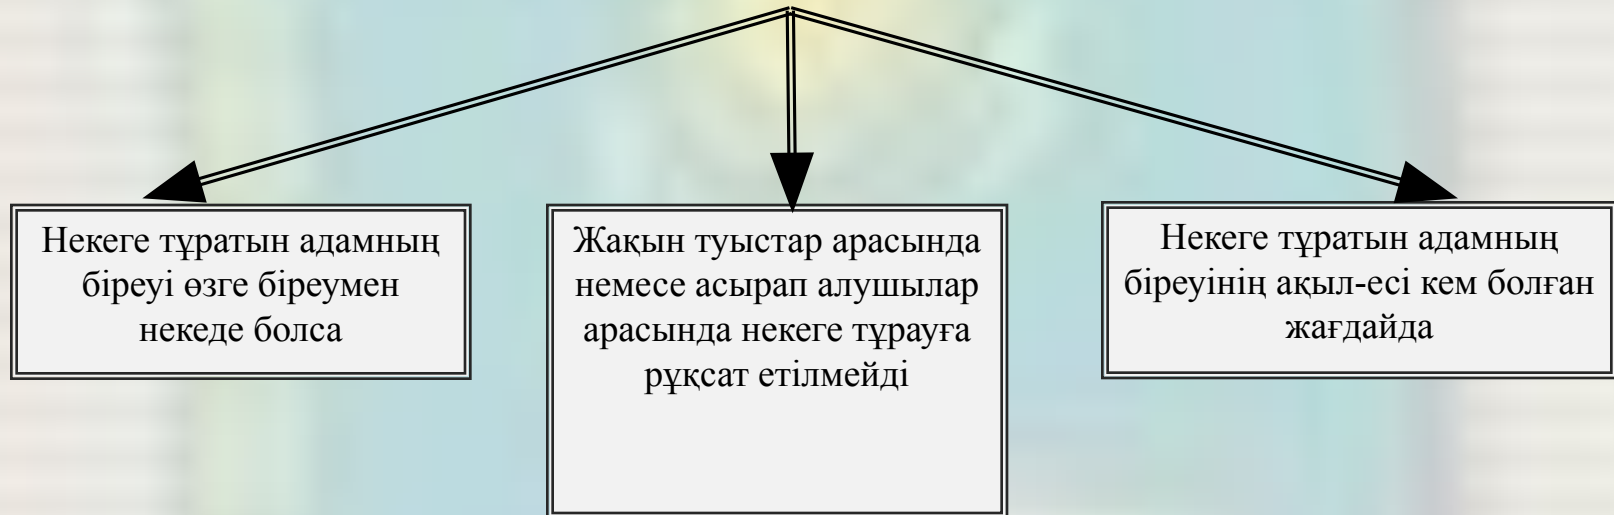 Некеге тұратын адамның
біреуі өзге біреумен
некеде болса
Жақын туыстар арасында
немесе асырап алушылар
арасында некеге тұрауға
рұқсат етілмейді
Некеге тұратын адамның
біреуінің ақыл-есі кем болған
жағдайда